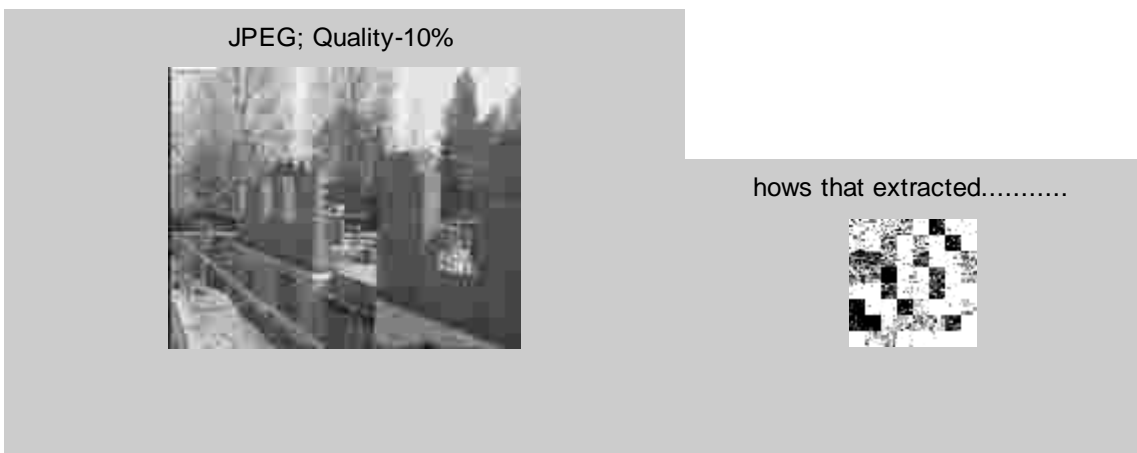 JPEG; Quality-10%
hows that extracted...........